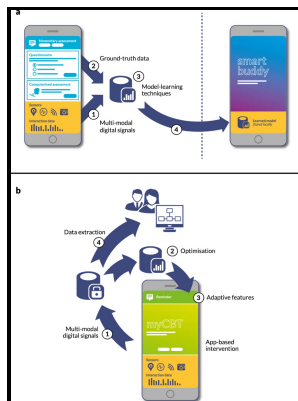 a
Momentary assessment
Questionnaire
Computerised assessment
Sensors
Interaction data
2
Ground-truth data
3
Model-learning
techniques
1
Multi-modal
digital signals
4
smart
buddy
Learned model
Stored locally
b
Data extraction
4
2
Optimisation
3
Adaptive features
Multi-modal
digital signals
1
myCBT
App-based
intervention
Sensors
Interaction data